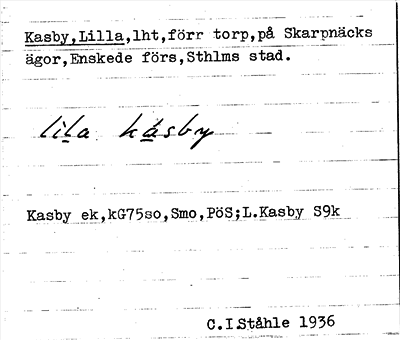 Kasby,Lilla,lht,förr torp,på Skarpnäcks
ägor,Enskede förs,Sthlms stad.
lila kåsby
Kasby ek,kG75so,Smo,PöS;L.Kasby S9k
C.I.Ståhle 1936